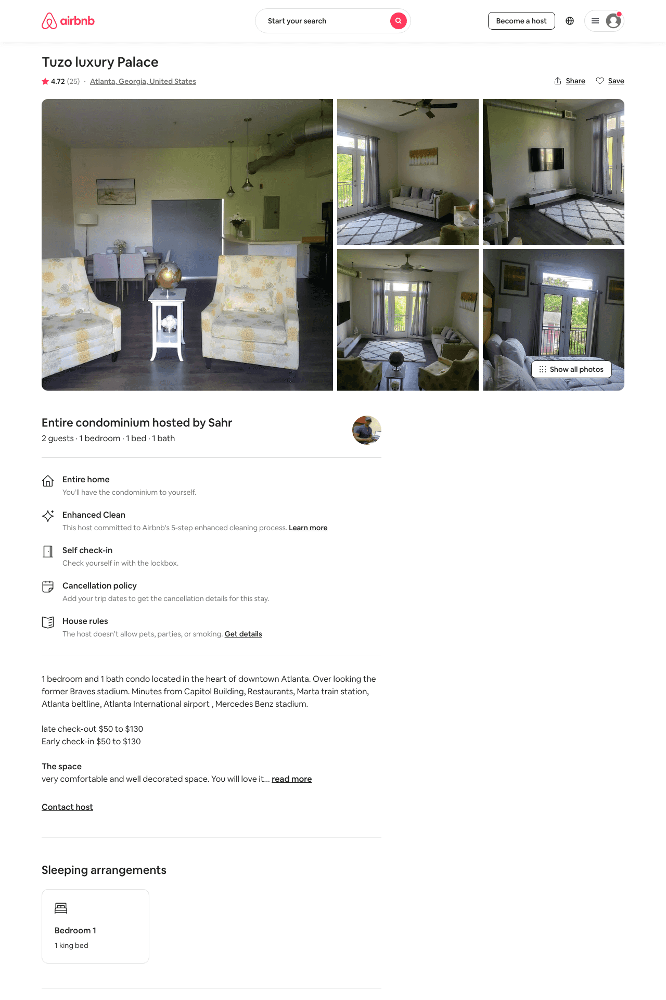 airbnb
Start your search
Become a host
Tuzo luxury Palace
4.72 (25) · Atlanta, Georgia, United States
Share
Save
Show all photos
Entire condominium hosted by Sahr
2 guests · 1 bedroom · 1 bed · 1 bath
Entire home
You’ll have the condominium to yourself.
Enhanced Clean
This host committed to Airbnb's 5-step enhanced cleaning process. Learn more
Self check-in
Check yourself in with the lockbox.
Cancellation policy
Add your trip dates to get the cancellation details for this stay.
House rules
The host doesn’t allow pets, parties, or smoking. Get details
1 bedroom and 1 bath condo located in the heart of downtown Atlanta. Over looking the
former Braves stadium. Minutes from Capitol Building, Restaurants, Marta train station,
Atlanta beltline, Atlanta International airport , Mercedes Benz stadium.
late check-out $50 to $130
Early check-in $50 to $130
The space
very comfortable and well decorated space. You will love it... read more
Contact host
Sleeping arrangements
Bedroom 1
1 king bed